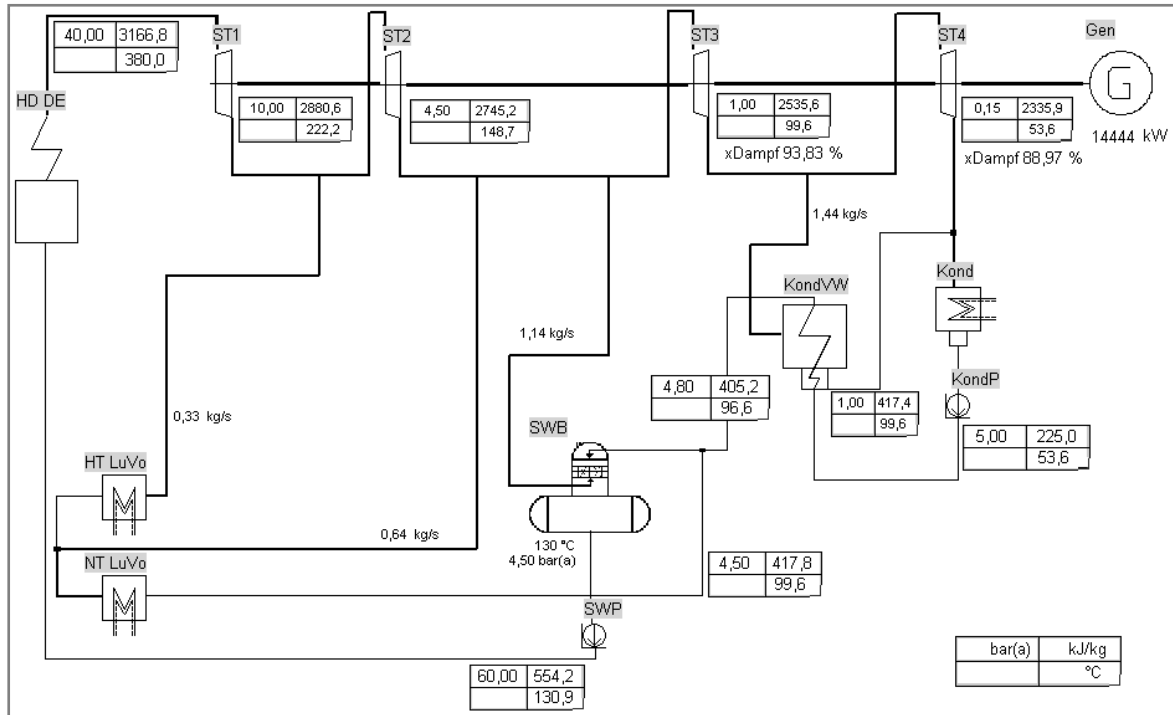 40,00 3166,8
380,0
ST1
ST2
ST3
ST4
Gen
HD DE
10,00 2880,6
222,2
4,50 2745,2
148,7
1,00 2535,6
99,6
xDampf 93,83 %
0,15 2335,9
53,6
xDampf 88,97 %
G
14444 kW
1,44 kg/s
Kond
KondVW
1,14 kg/s
4,80 405,2
96,6
1,00 417,4
99,6
KondP
5,00 225,0
53,6
0,33 kg/s
SWB
HT LuVo
0,64 kg/s
130 °C
4,50 bar(a)
NT LuVo
4,50 417,8
99,6
SWP
60,00 554,2
130,9
bar(a) kJ/kg
°C